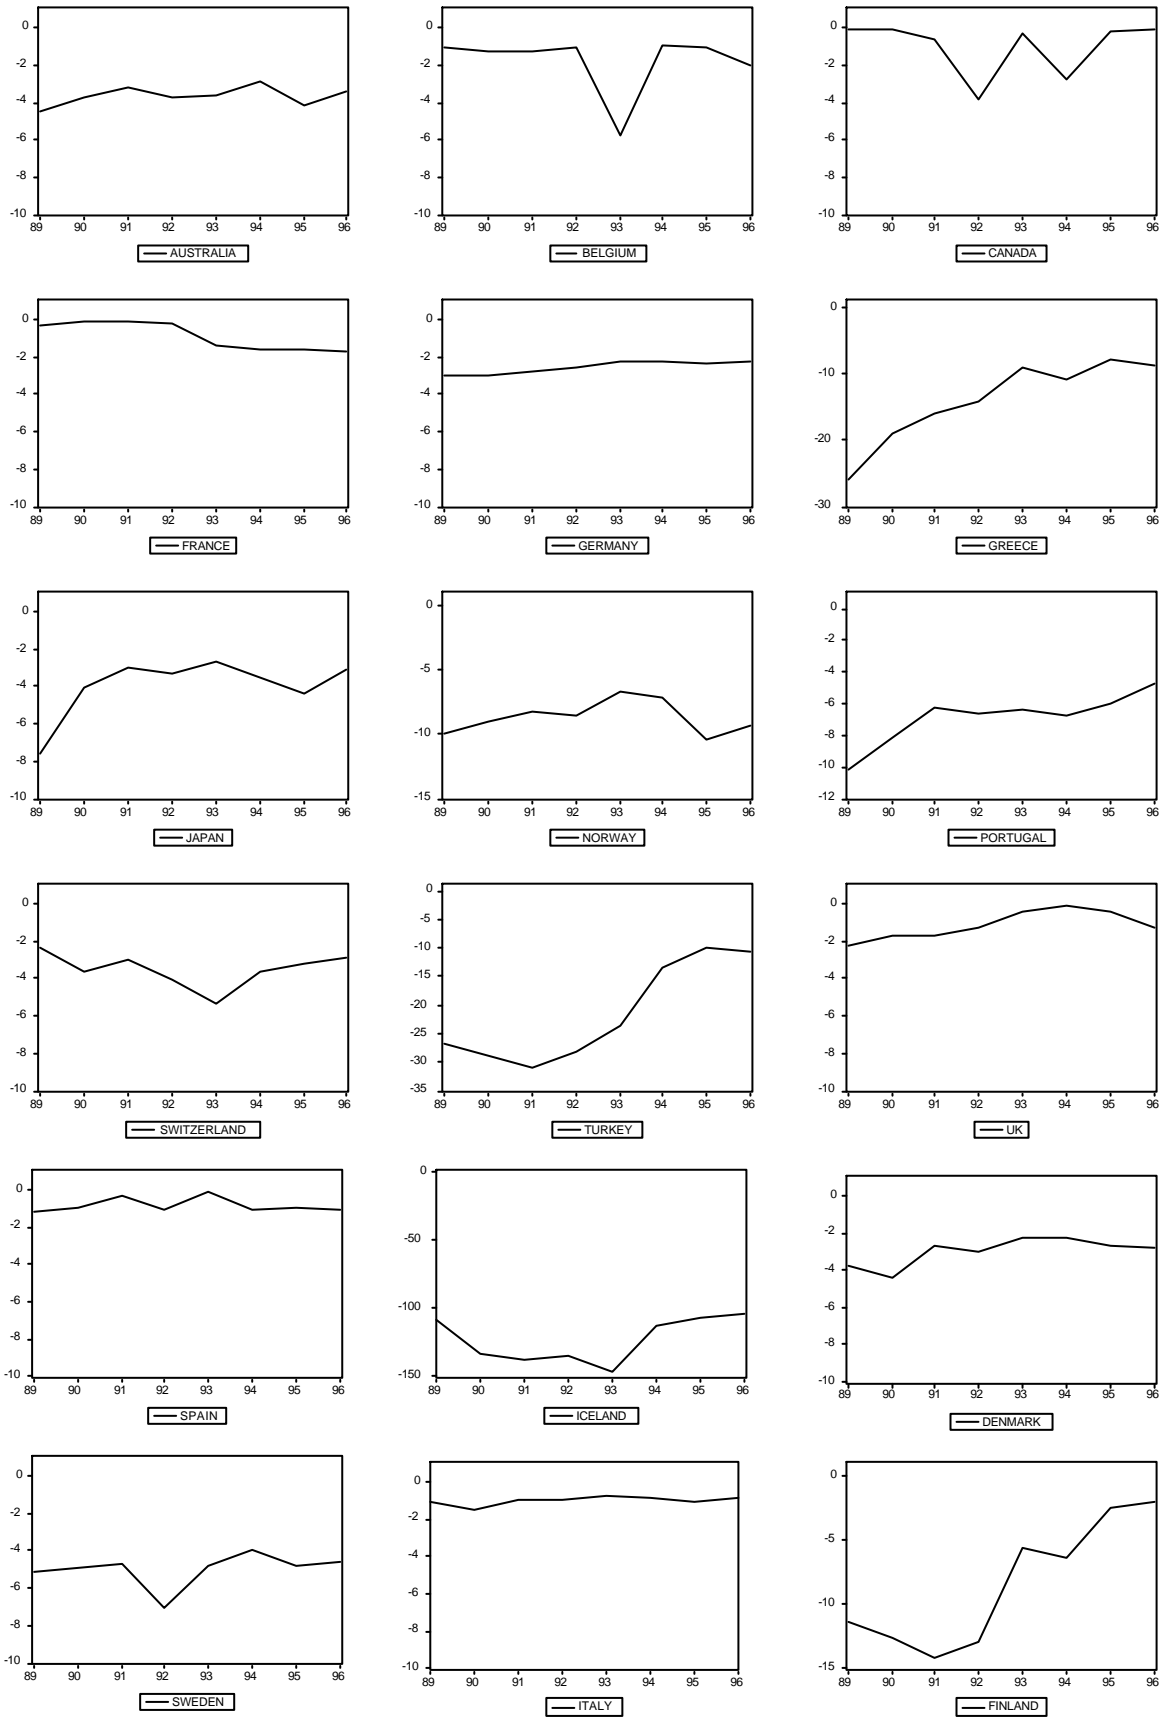 0 0 0
-2 -2 -2
-4 -4 -4
-6 -6 -6
-8 -8 -8
-10 -10 -10
89 90 91 92 93 94 95 96 89 90 91 92 93 94 95 96 89 90 91 92 93 94 95 96
AUSTRALIA BELGIUM CANADA
0 0 0
-2 -2
-4 -4 -10
-6 -6 -20
-8 -8
-10 -10 -30
89 90 91 92 93 94 95 96 89 90 91 92 93 94 95 96 89 90 91 92 93 94 95 96
FRANCE GERMANY GREECE
0 0 0
-2 -2
-4 -5 -4
-6 -6
-8 -10 -8
-10
-10 -15 -12
89 90 91 92 93 94 95 96 89 90 91 92 93 94 95 96 89 90 91 92 93 94 95 96
JAPAN NORWAY PORTUGAL
0 0 0
-5
-2 -10 -2
-4 -15 -4
-6 -20 -6
-25
-8 -30 -8
-10 -35 -10
89 90 91 92 93 94 95 96 89 90 91 92 93 94 95 96 89 90 91 92 93 94 95 96
SWITZERLAND TURKEY UK
0 0 0
-2 -2
-4 -50 -4
-6 -100 -6
-8 -8
-10 -150 -10
89 90 91 92 93 94 95 96 89 90 91 92 93 94 95 96 89 90 91 92 93 94 95 96
SPAIN ICELAND DENMARK
0 0 0
-2 -2
-4 -4 -5
-6 -6
-8 -8 -10
-10 -10 -15
89 90 91 92 93 94 95 96 89 90 91 92 93 94 95 96 89 90 91 92 93 94 95 96
SWEDEN ITALY FINLAND